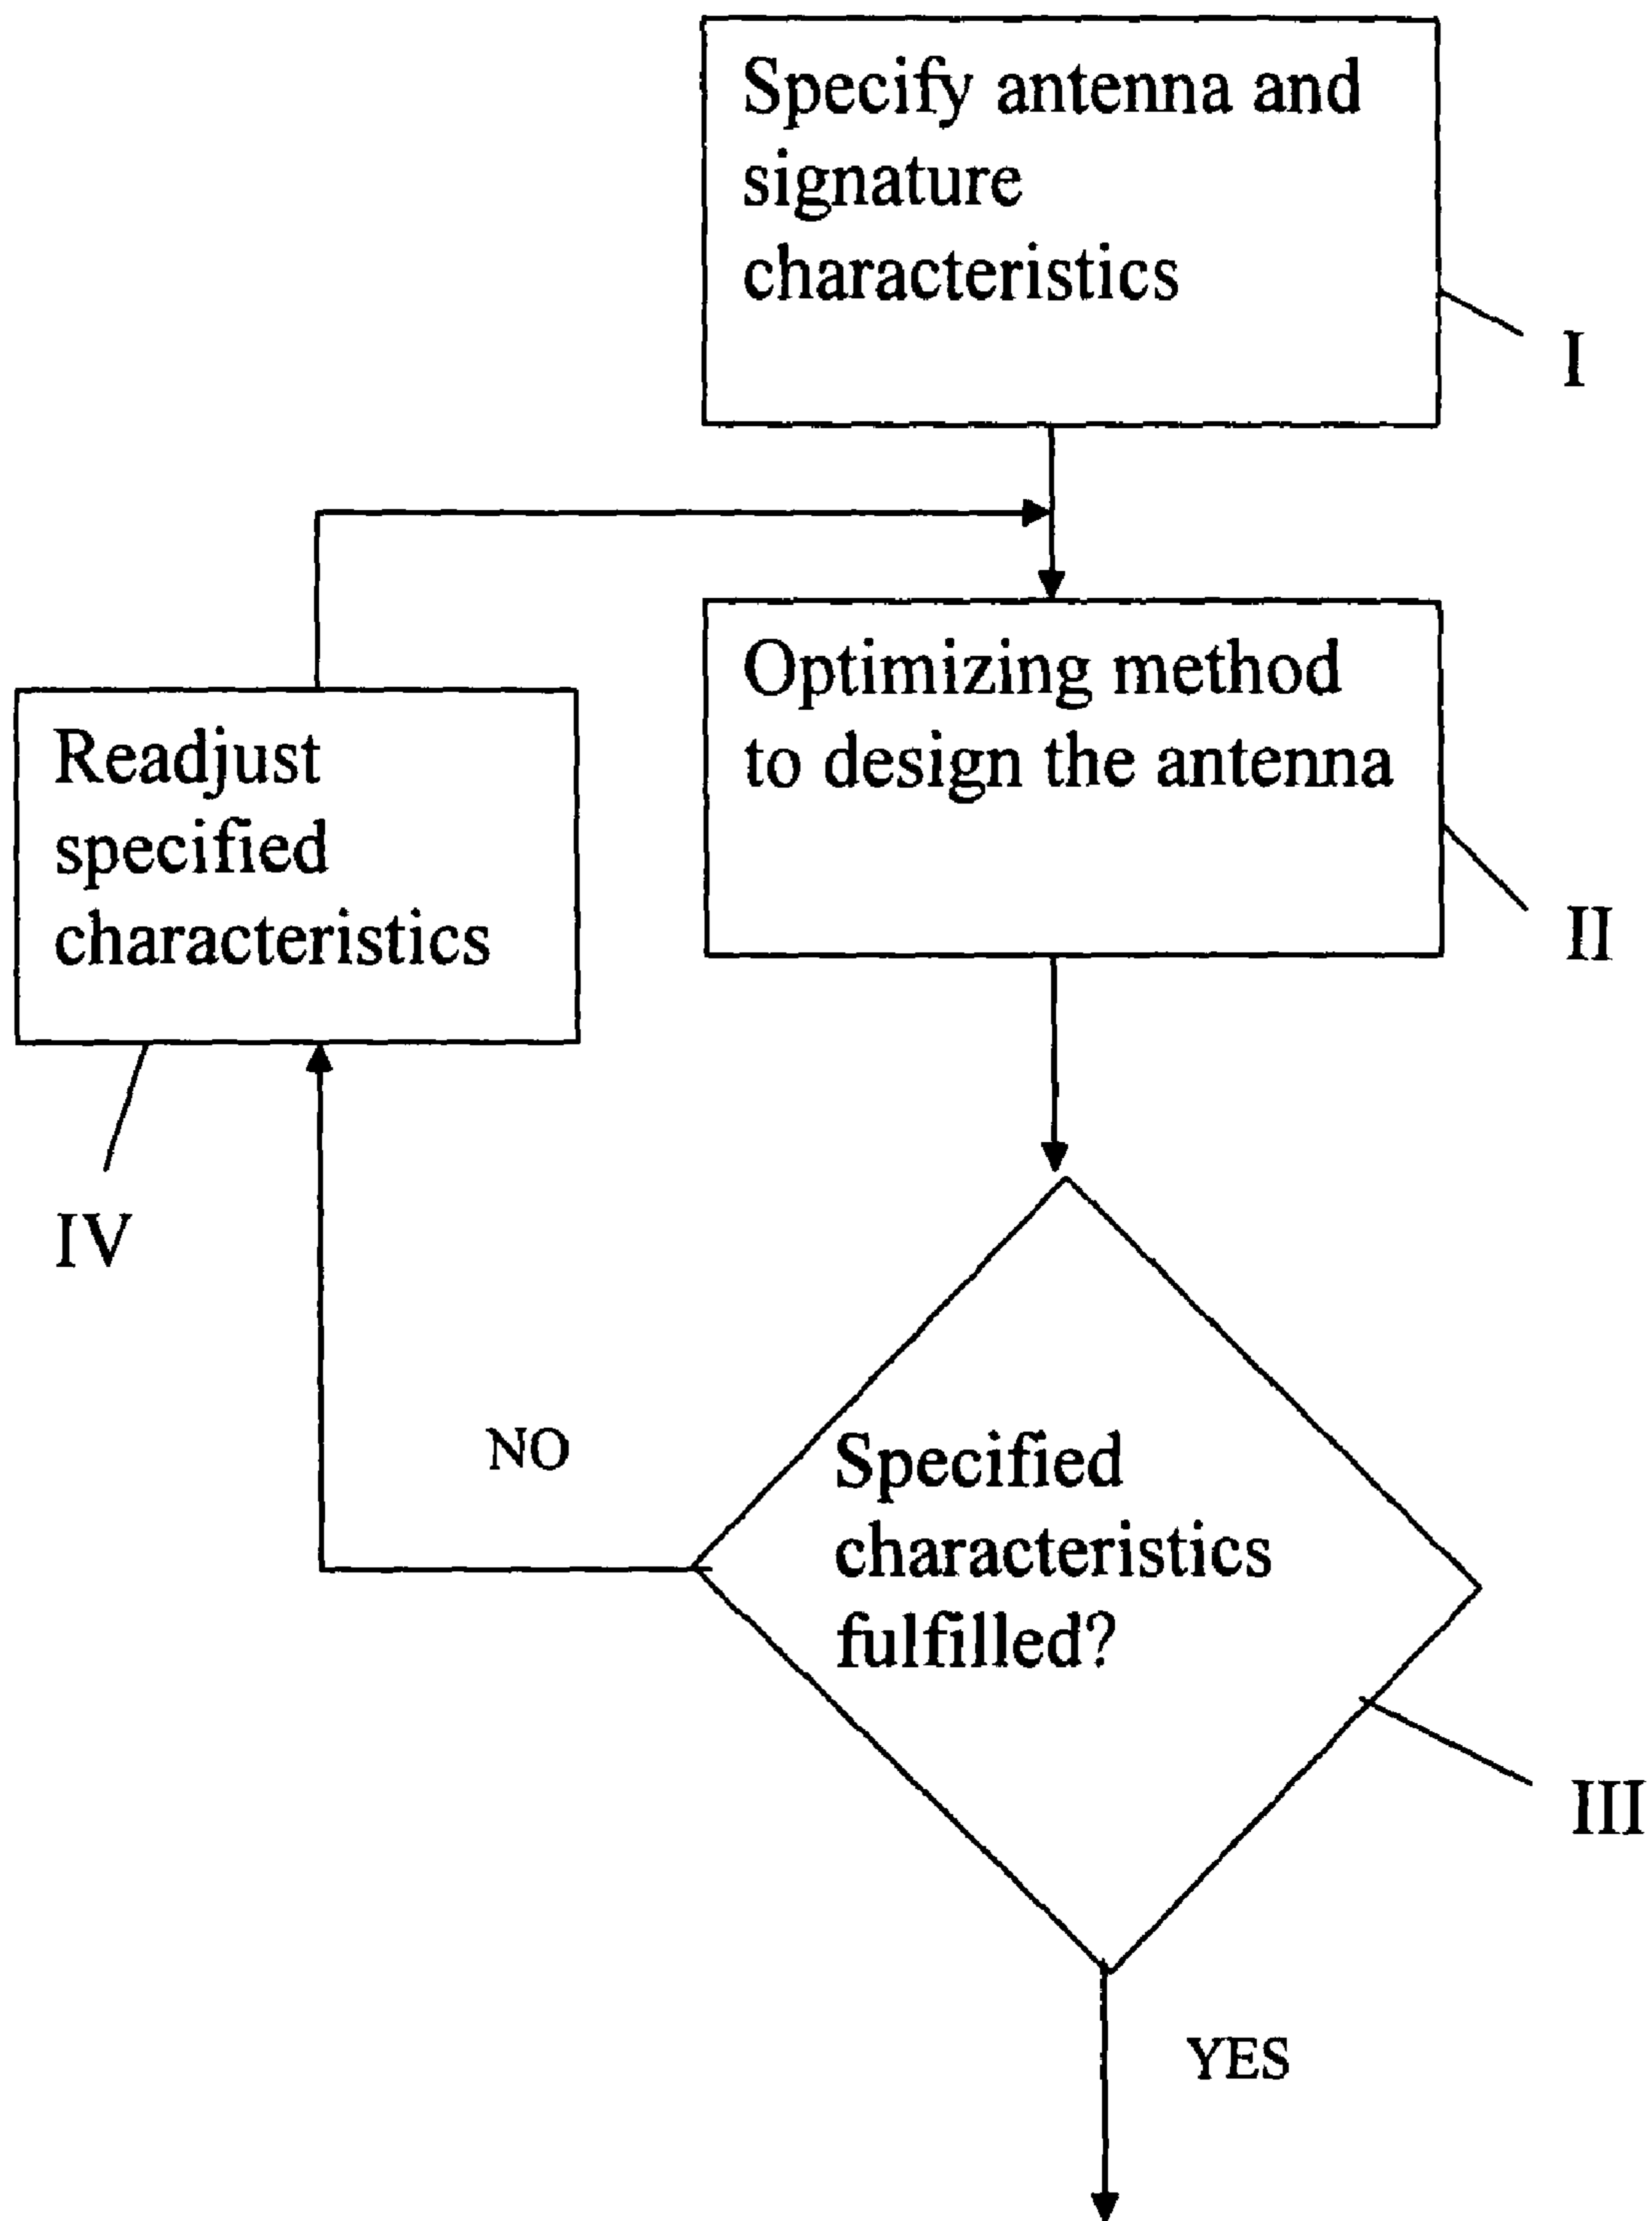 Specify antenna and
signature
characteristics
I
Optimizing method
to design the antenna
II
Readjust
specified
characteristics
IV
NO
Specified
characteristics
fulfilled?
III
YES